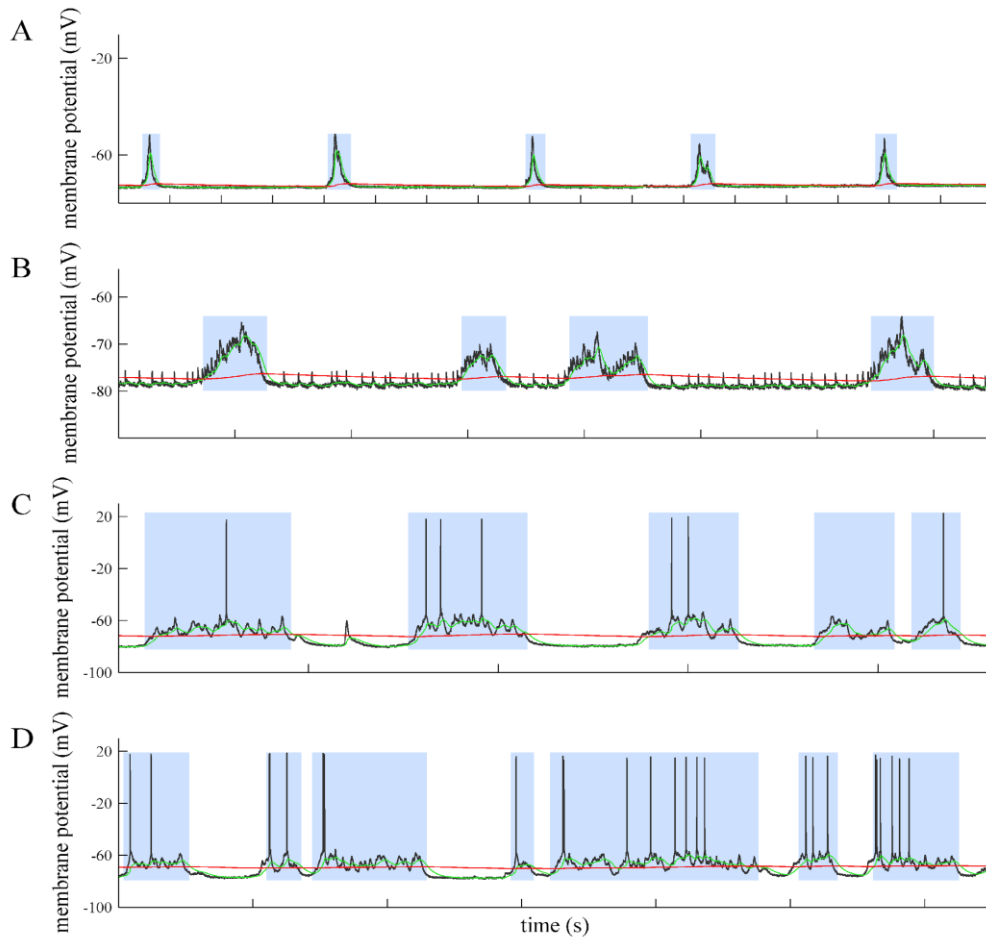 A
membrane potential (mV)
-20
-60
B
membrane potential (mV)
-60
-70
-80
C
membrane potential (mV)
20
-20
-60
-100
D
membrane potential (mV)
20
-20
-60
-100
time (s)